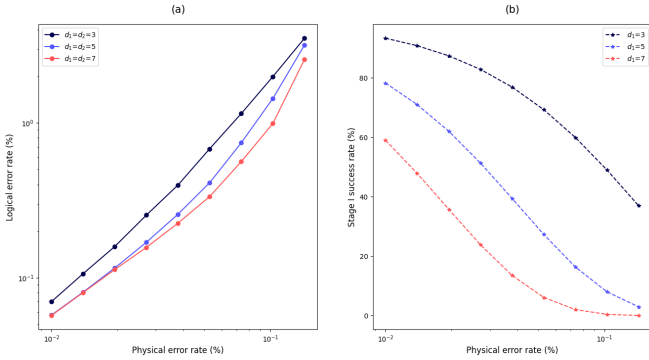 (a)
d₁=d₂=3
d₁=d₂=5
d₁=d₂=7
Logical error rate (%)
10⁰
10⁻¹
10⁻² 10⁻¹
Physical error rate (%)
(b)
d₁=3
d₁=5
d₁=7
Stage I success rate (%)
80
60
40
20
0
10⁻² 10⁻¹
Physical error rate (%)